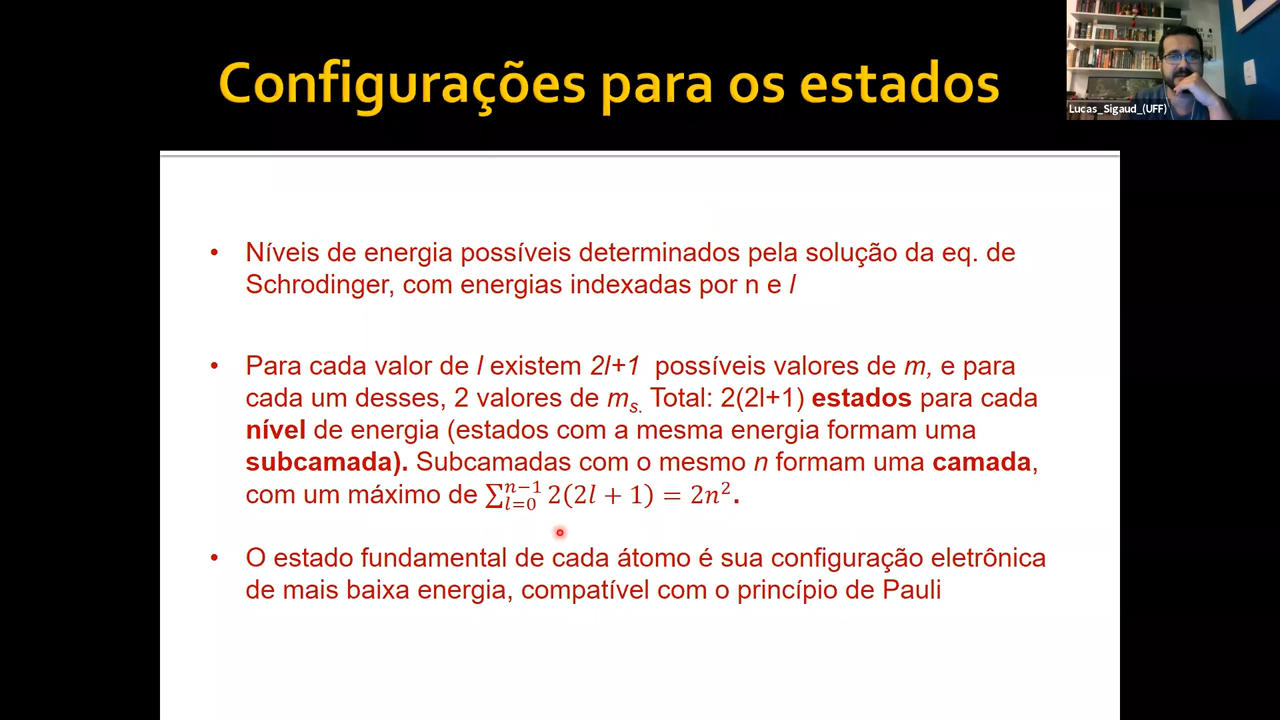 Configurações para os estados
Lucas_Sigaud_(UFF)
• Níveis de energia possíveis determinados pela solução da eq. de
Schrodinger, com energias indexadas por n e l
• Para cada valor de l existem 2l+1 possíveis valores de m, e para
cada um desses, 2 valores de mₛ. Total: 2(2l+1) estados para cada
nível de energia (estados com a mesma energia formam uma
subcamada). Subcamadas com o mesmo n formam uma camada,
com um máximo de ∑_{l=0}^{n−1} 2(2l + 1) = 2n².
• O estado fundamental de cada átomo é sua configuração eletrônica
de mais baixa energia, compatível com o princípio de Pauli